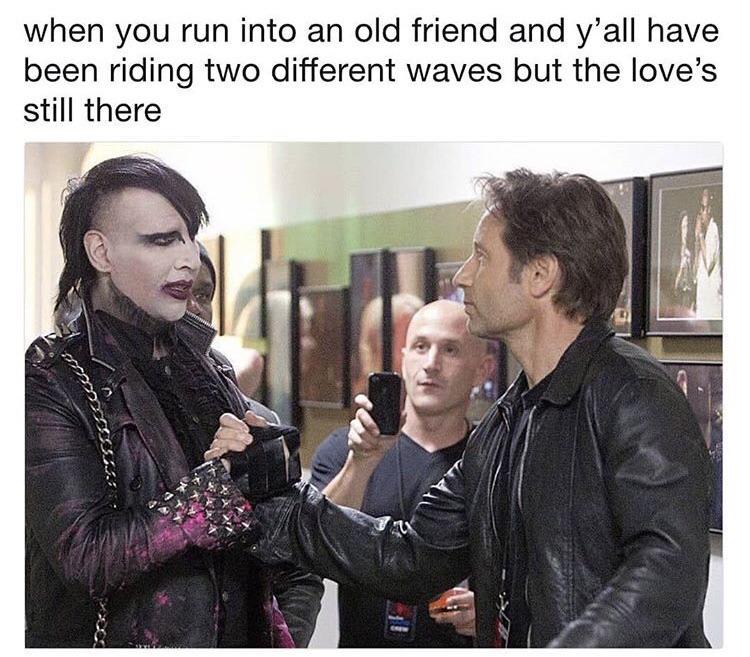 when you run into an old friend and y’all have
been riding two different waves but the love’s
still there
CREW